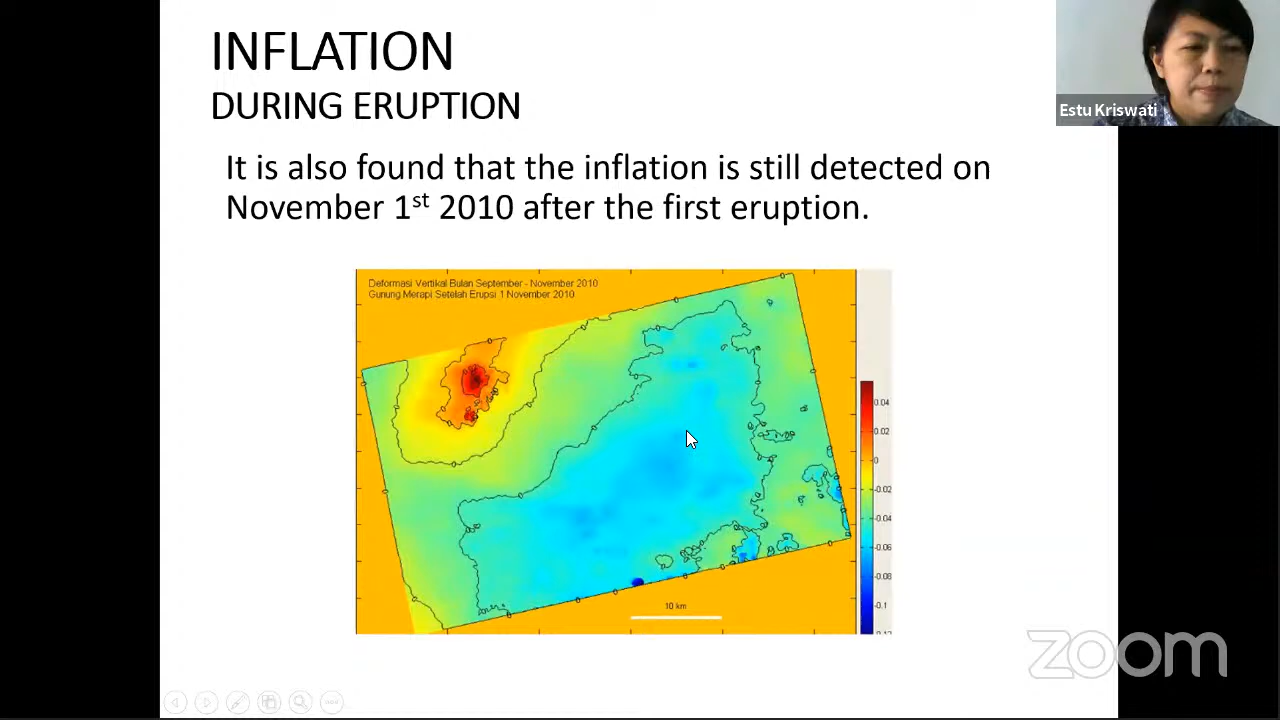 INFLATION
DURING ERUPTION
It is also found that the inflation is still detected on
November 1st 2010 after the first eruption.
Estu Kriswati
Deformasi Vertikal Bulan September - November 2010
Gunung Merapi Setelah Erupsi 1 November 2010
0.04
0.02
0
-0.02
-0.04
-0.06
-0.08
-0.1
10 km
zoom